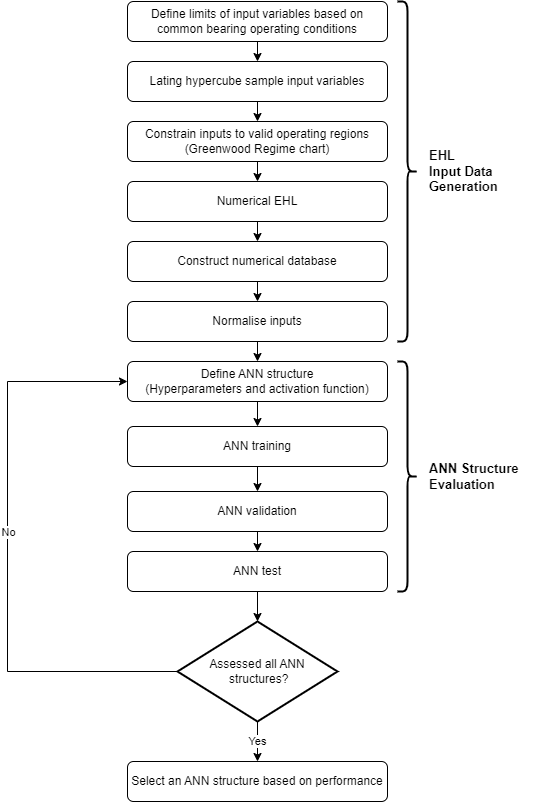 Define limits of input variables based on
common bearing operating conditions
Lating hypercube sample input variables
Constrain inputs to valid operating regions
(Greenwood Regime chart)
EHL
Input Data
Generation
Numerical EHL
Construct numerical database
Normalise inputs
Define ANN structure
(Hyperparameters and activation function)
ANN training
ANN Structure
Evaluation
ANN validation
No
ANN test
Assessed all ANN
structures?
Yes
Select an ANN structure based on performance